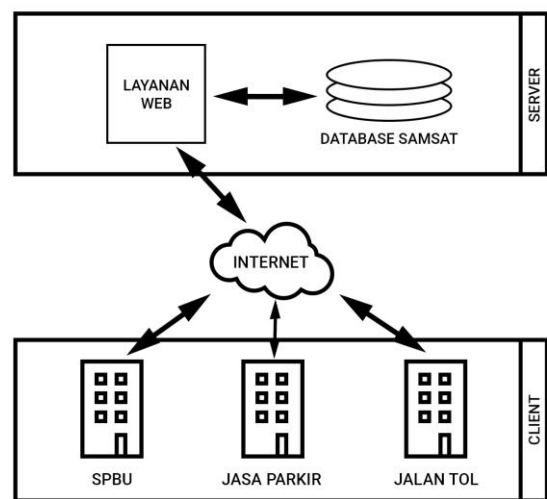 LAYANAN
WEB
DATABASE SAMSAT
SERVER
INTERNET
SPBU
JASA PARKIR
JALAN TOL
CLIENT